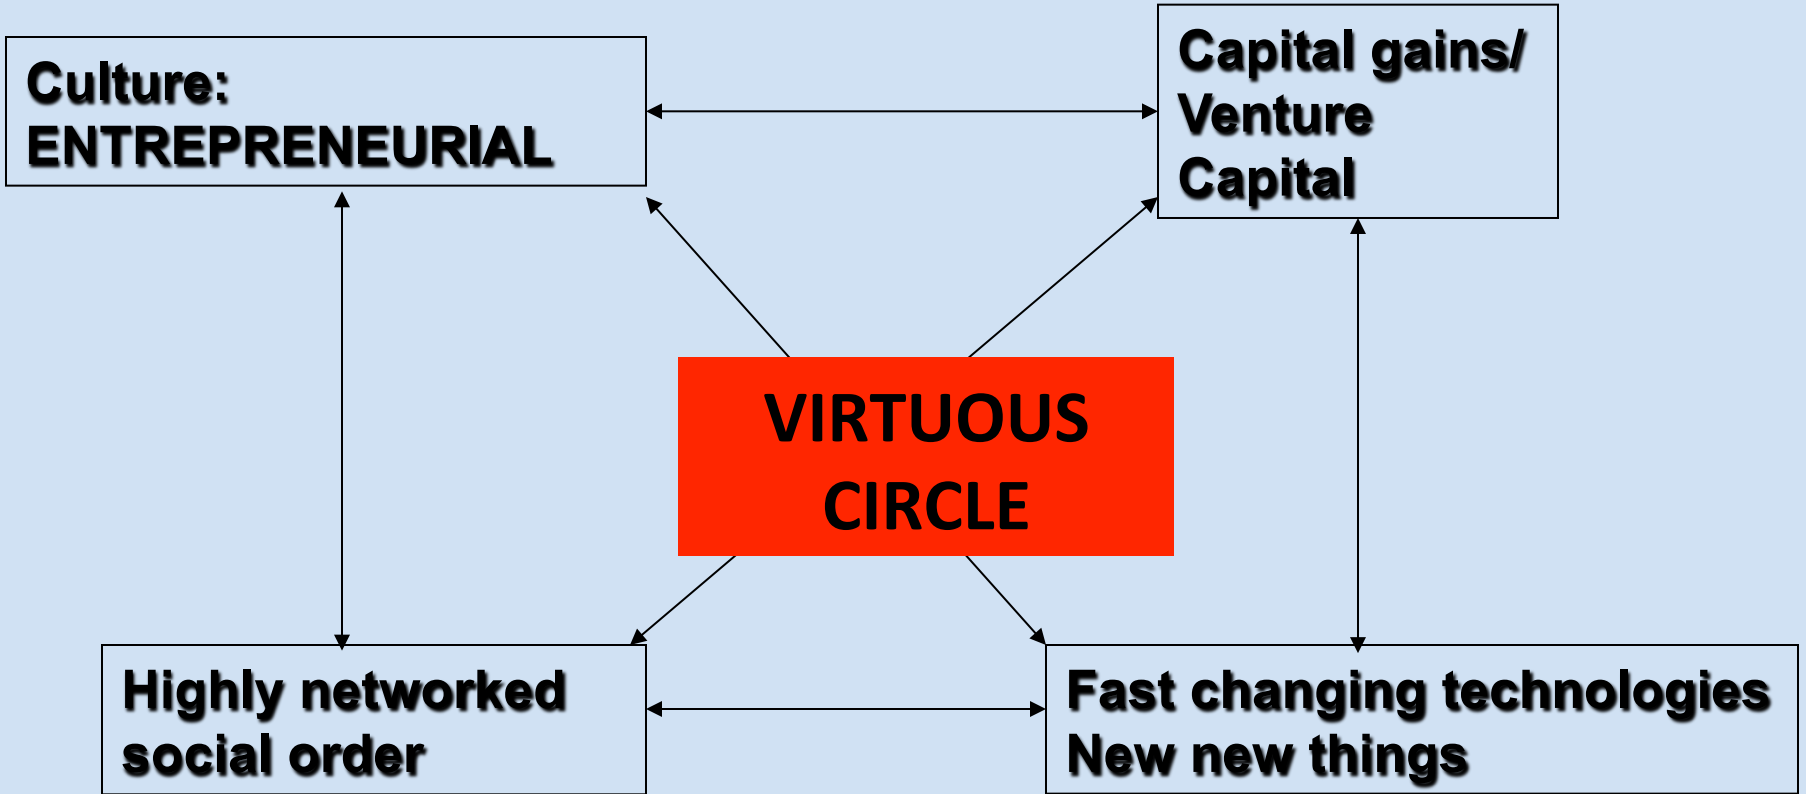 Culture:
ENTREPRENEURIAL
Capital gains/
Venture
Capital
VIRTUOUS
CIRCLE
Highly networked
social order
Fast changing technologies
New new things